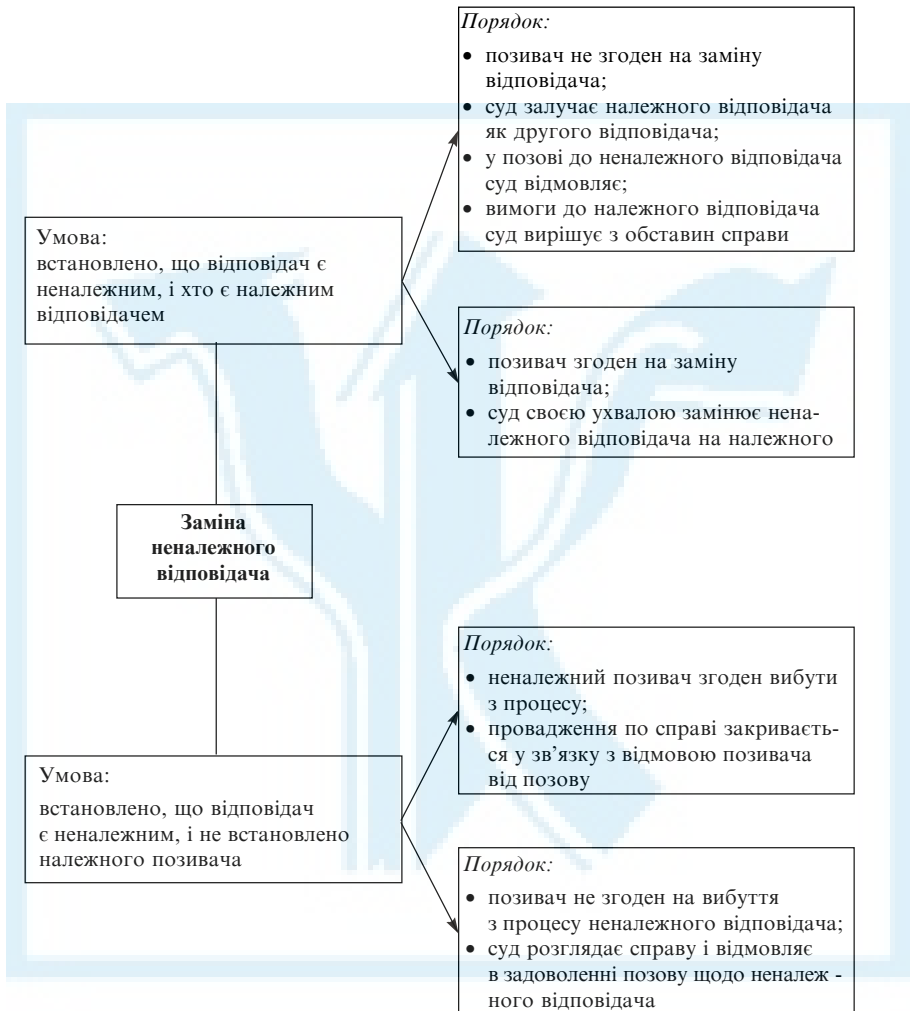 Порядок:
• позивач не згоден на заміну
відповідача;
• суд залучає належного відповідача
як другого відповідача;
• у позові до неналежного відповідача
суд відмовляє;
• вимоги до належного відповідача
суд вирішує з обставин справи
Умова:
встановлено, що відповідач є
неналежним, і хто є належним
відповідачем
Порядок:
• позивач згоден на заміну
відповідача;
• суд своєю ухвалою замінює нена-
лежного відповідача на належного
Заміна
неналежного
відповідача
Порядок:
• неналежний позивач згоден вибути
з процесу;
• провадження по справі закриваєть-
ся у зв’язку з відмовою позивача
від позову
Умова:
встановлено, що відповідач
є неналежним, і не встановлено
належного позивача
Порядок:
• позивач не згоден на вибуття
з процесу неналежного відповідача;
• суд розглядає справу і відмовляє
в задоволенні позову щодо неналеж -
ного відповідача